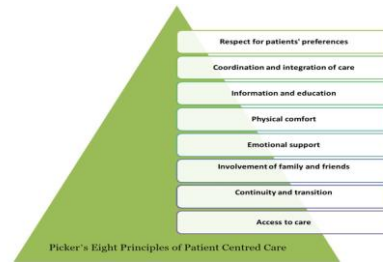 Respect for patients' preferences
Coordination and integration of care
Information and education
Physical comfort
Emotional support
Involvement of family and friends
Continuity and transition
Access to care
Picker's Eight Principles of Patient Centred Care